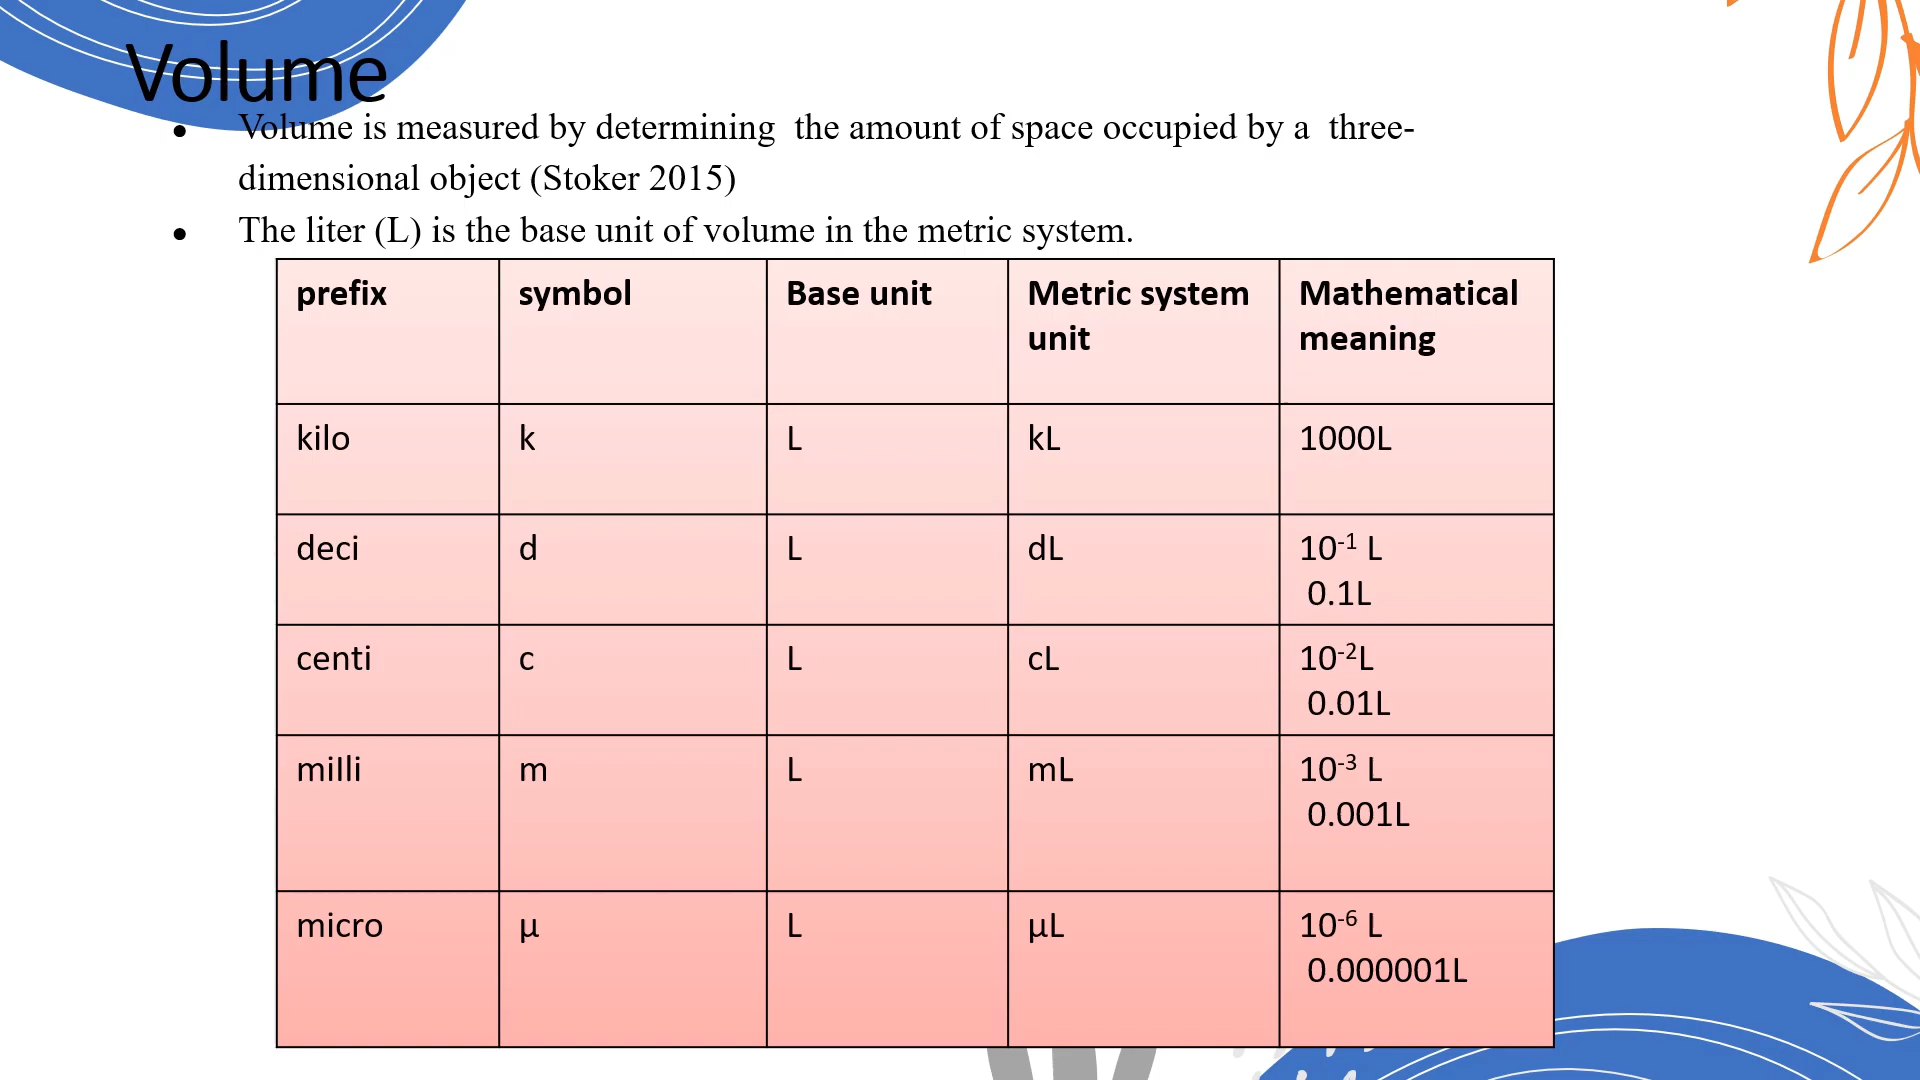 Volume
• Volume is measured by determining  the amount of space occupied by a  three-
dimensional object (Stoker 2015)
• The liter (L) is the base unit of volume in the metric system.
prefix symbol Base unit Metric system unit Mathematical meaning
kilo k L kL 1000L
deci d L dL 10⁻¹ L
0.1L
centi c L cL 10⁻²L
0.01L
milli m L mL 10⁻³ L
0.001L
micro µ L µL 10⁻⁶ L
0.000001L